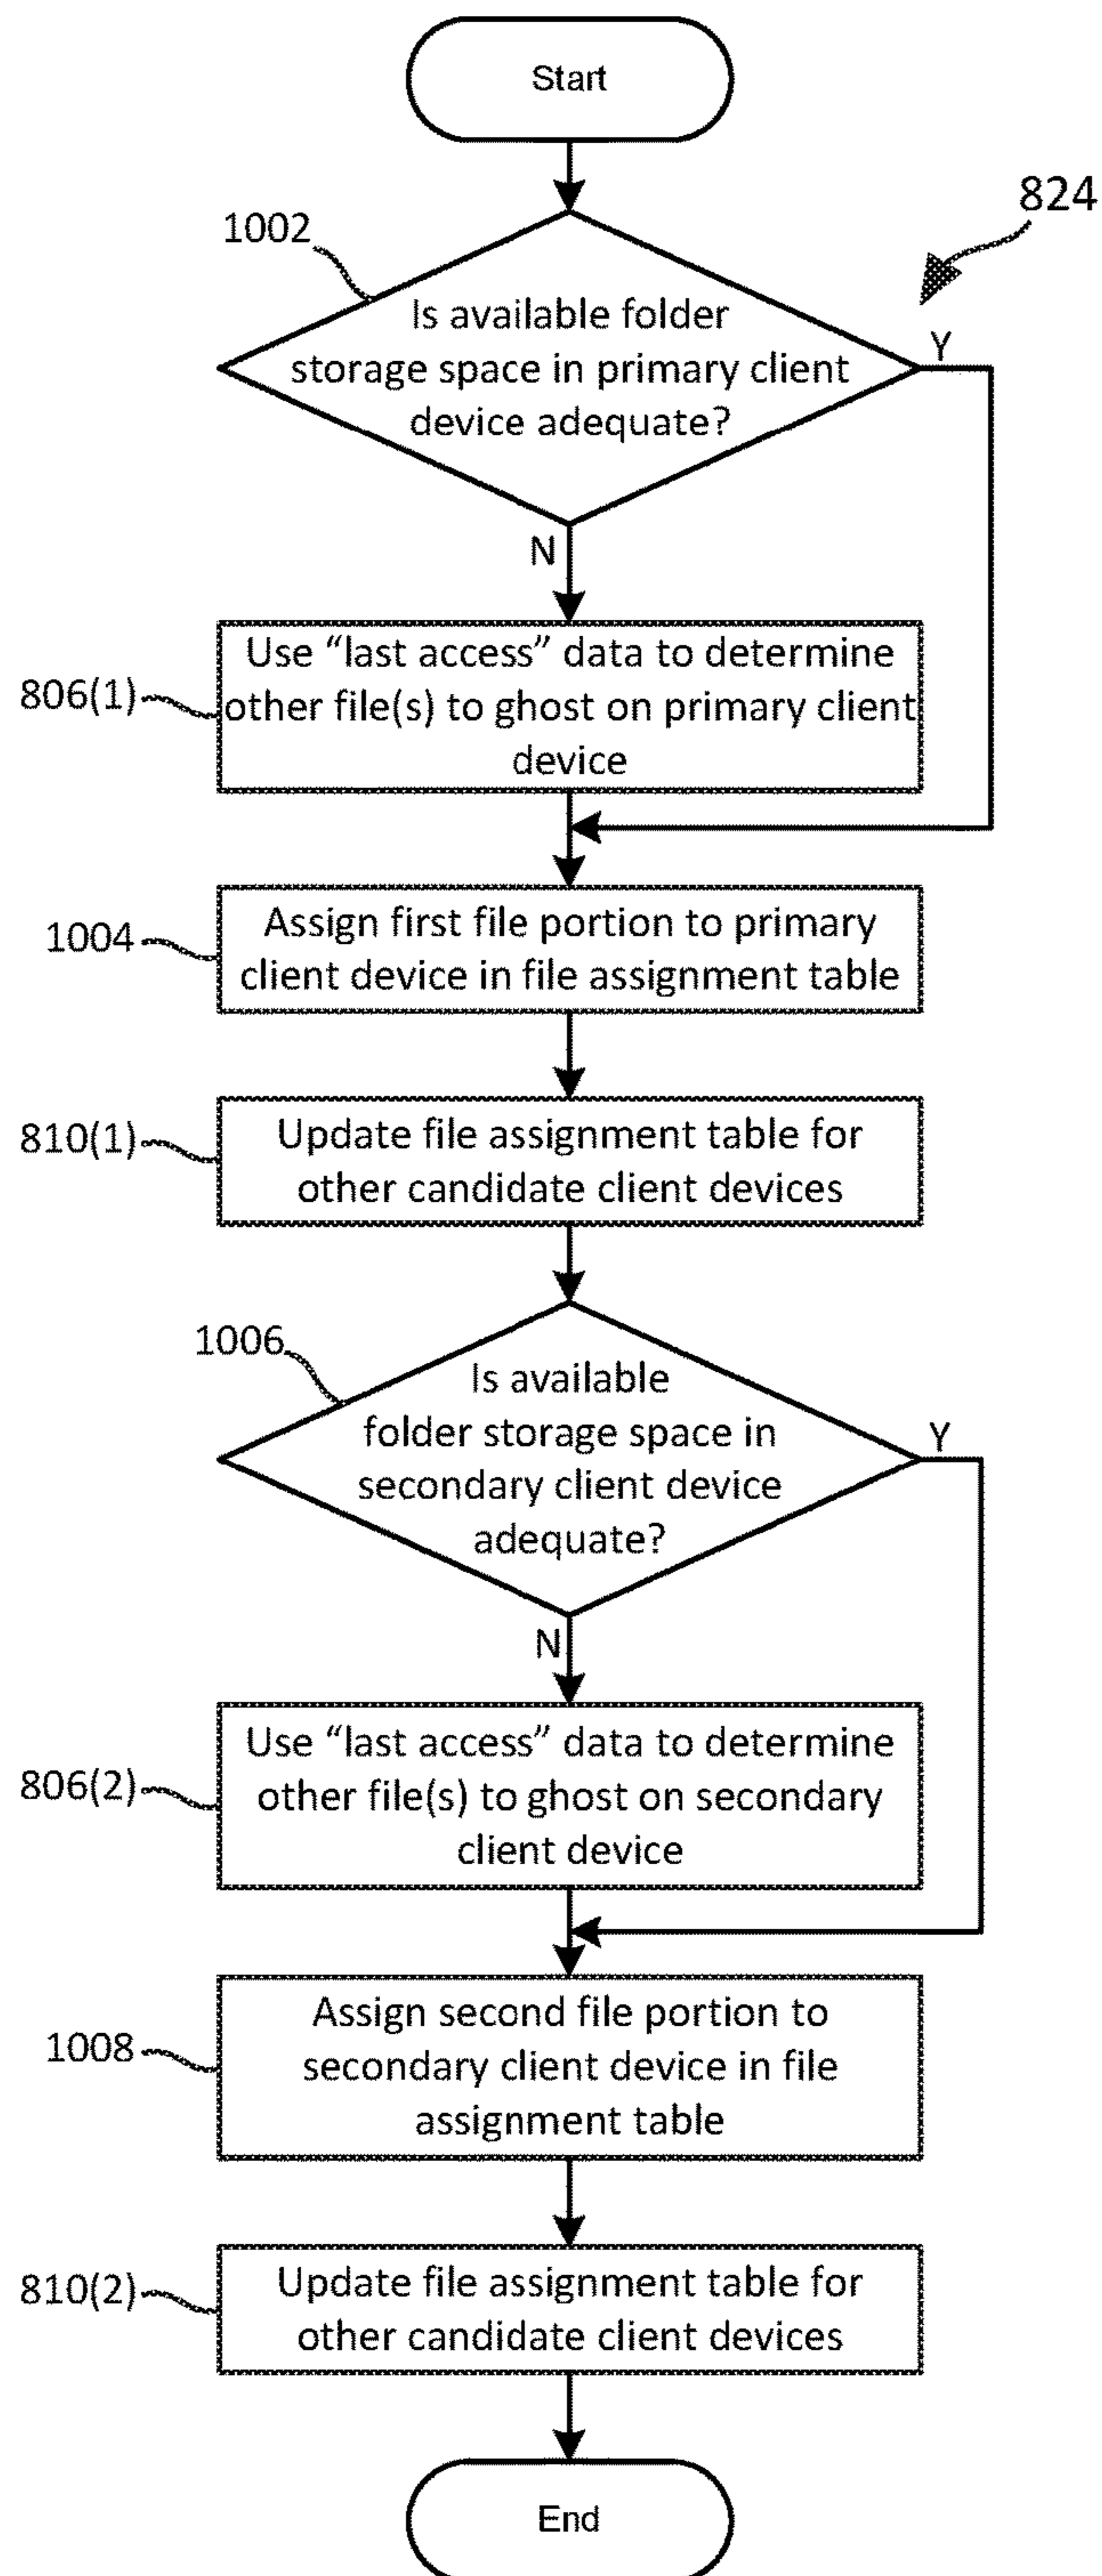 Start
824
1002
Is available folder
storage space in primary client
device adequate?
Y
N
806(1)
Use “last access” data to determine
other file(s) to ghost on primary client
device
1004
Assign first file portion to primary
client device in file assignment table
810(1)
Update file assignment table for
other candidate client devices
1006
Is available
folder storage space in
secondary client device
adequate?
Y
N
806(2)
Use “last access” data to determine
other file(s) to ghost on secondary
client device
1008
Assign second file portion to
secondary client device in file
assignment table
810(2)
Update file assignment table for
other candidate client devices
End